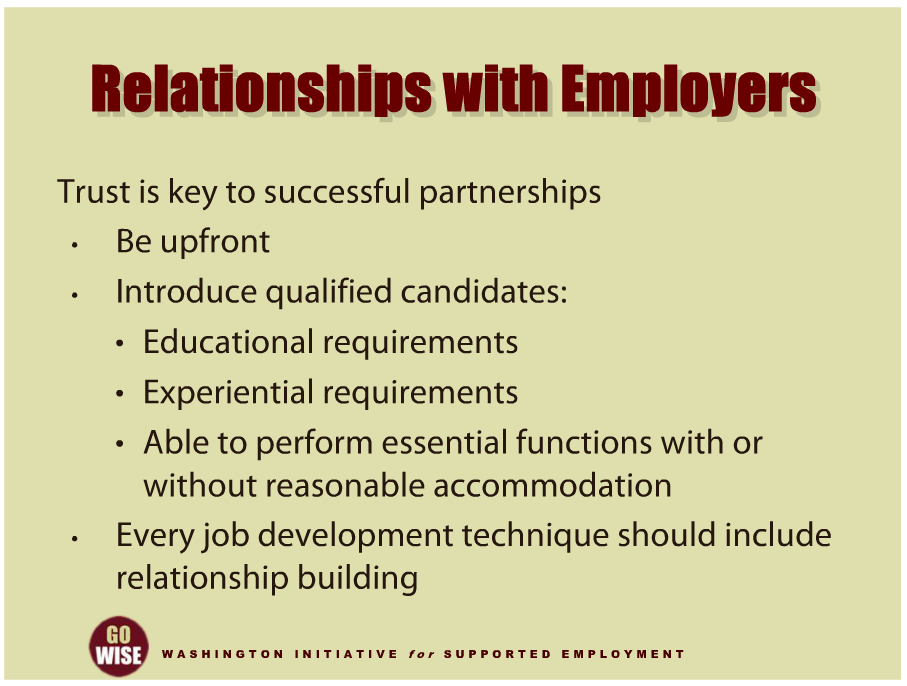 Relationships with Employers
Trust is key to successful partnerships
• Be upfront
• Introduce qualified candidates:
• Educational requirements
• Experiential requirements
• Able to perform essential functions with or
without reasonable accommodation
• Every job development technique should include
relationship building
GO
WISE
WASHINGTON INITIATIVE for SUPPORTED EMPLOYMENT